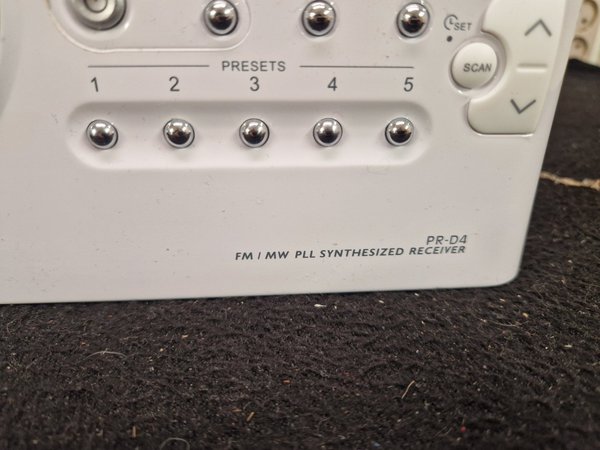 SET
SCAN
PRESETS
1 2 3 4 5
PR-D4
FM / MW PLL SYNTHESIZED RECEIVER